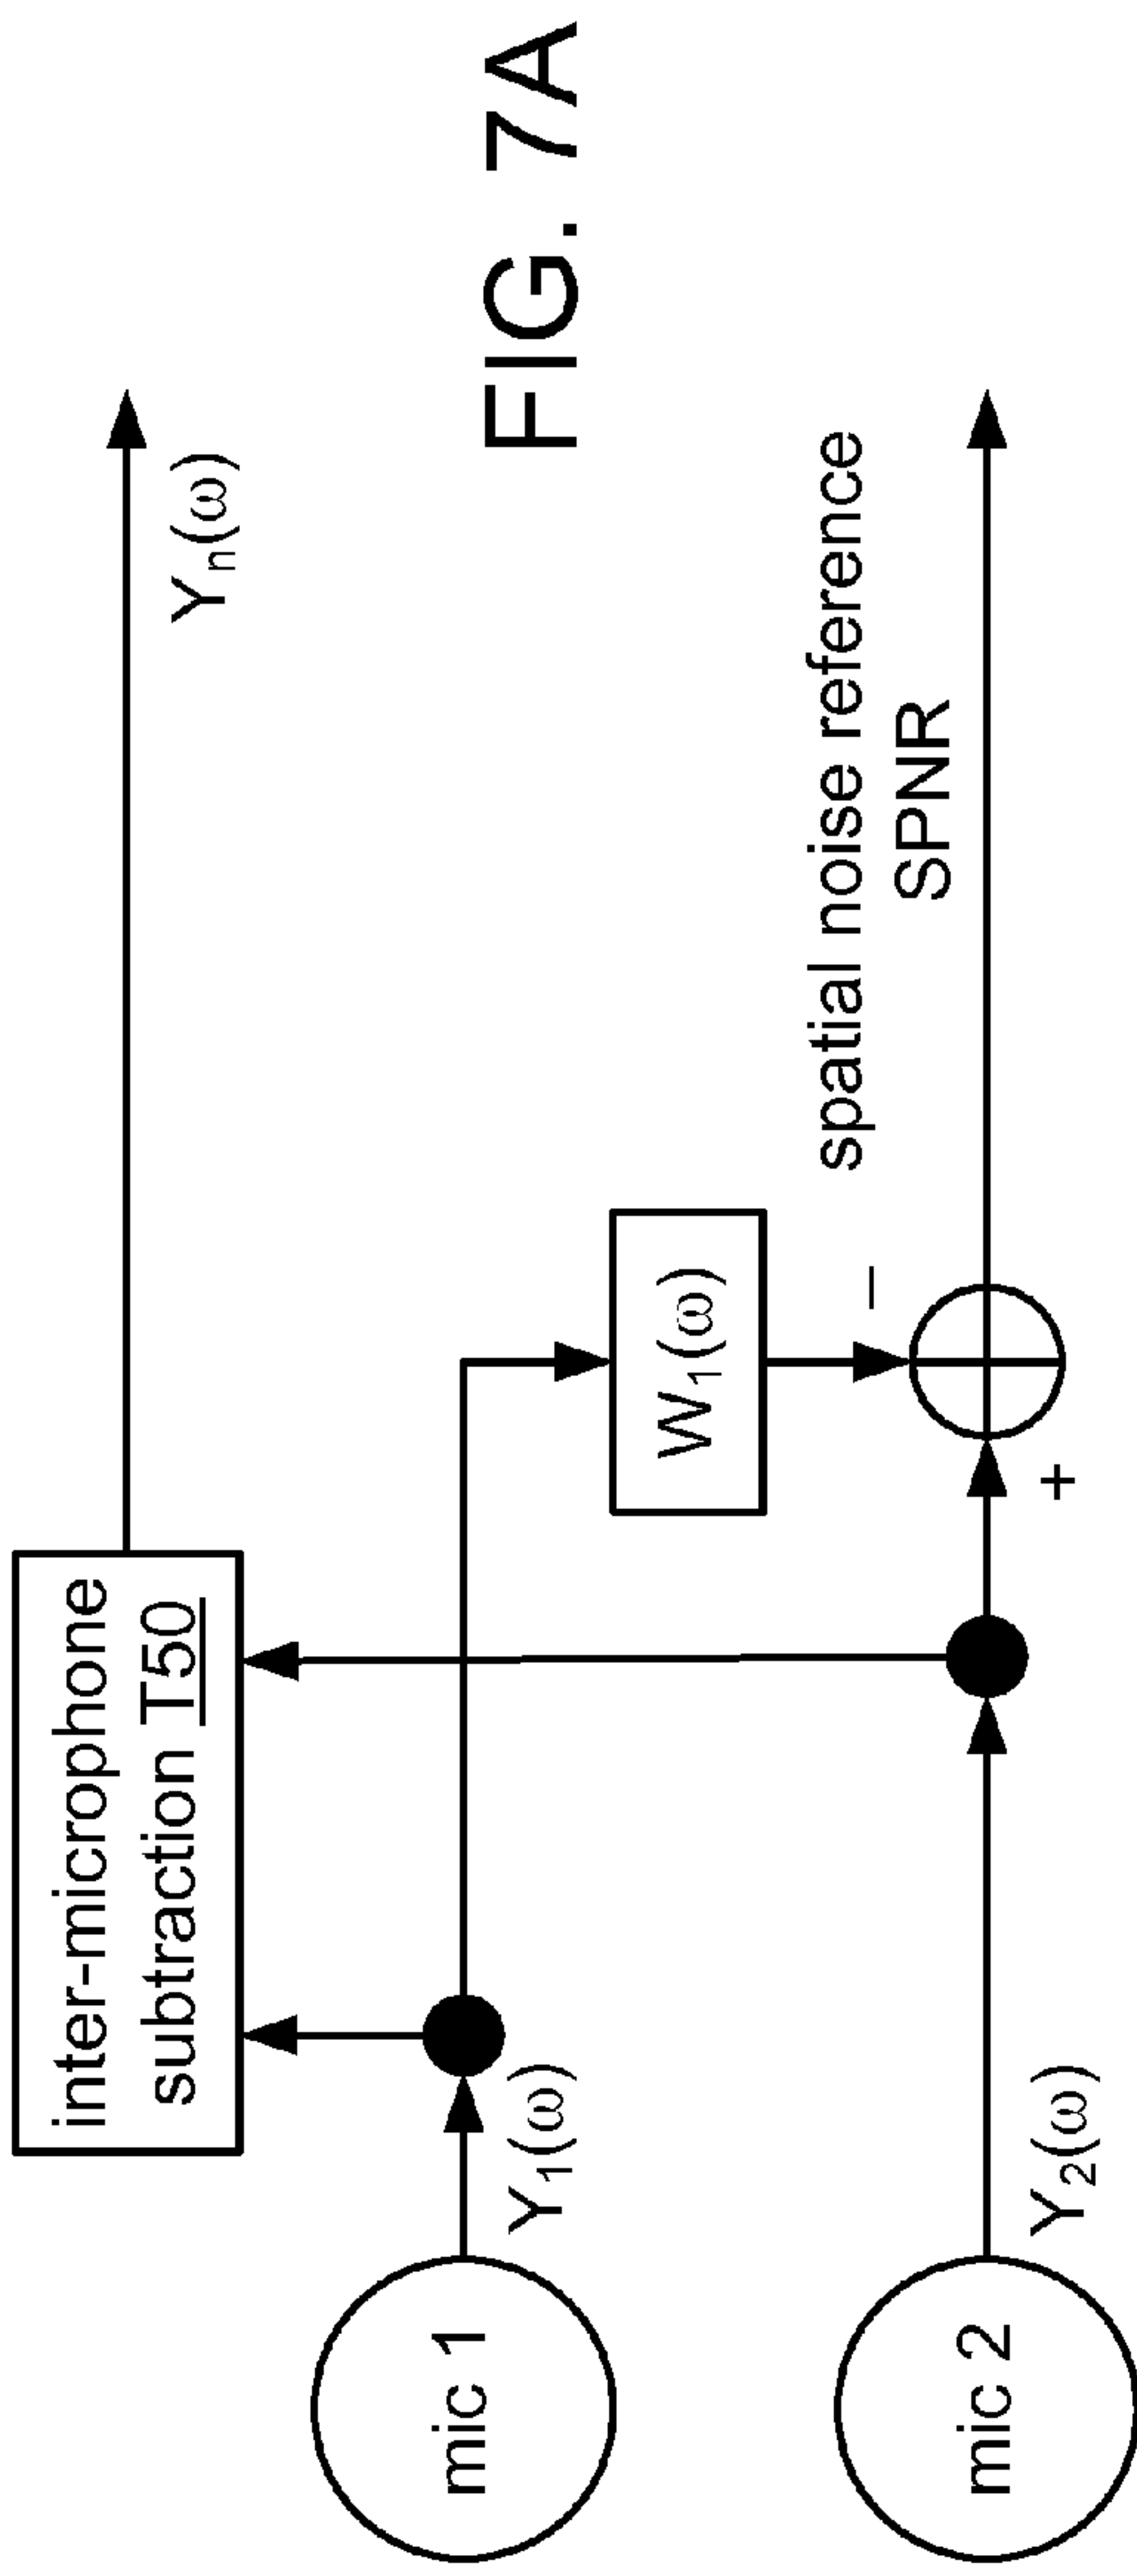 inter-microphone
subtraction T50
Yₙ(ω)
mic 1
Y₁(ω)
W₁(ω)
FIG. 7A
–
spatial noise reference
SPNR
mic 2
Y₂(ω)
+